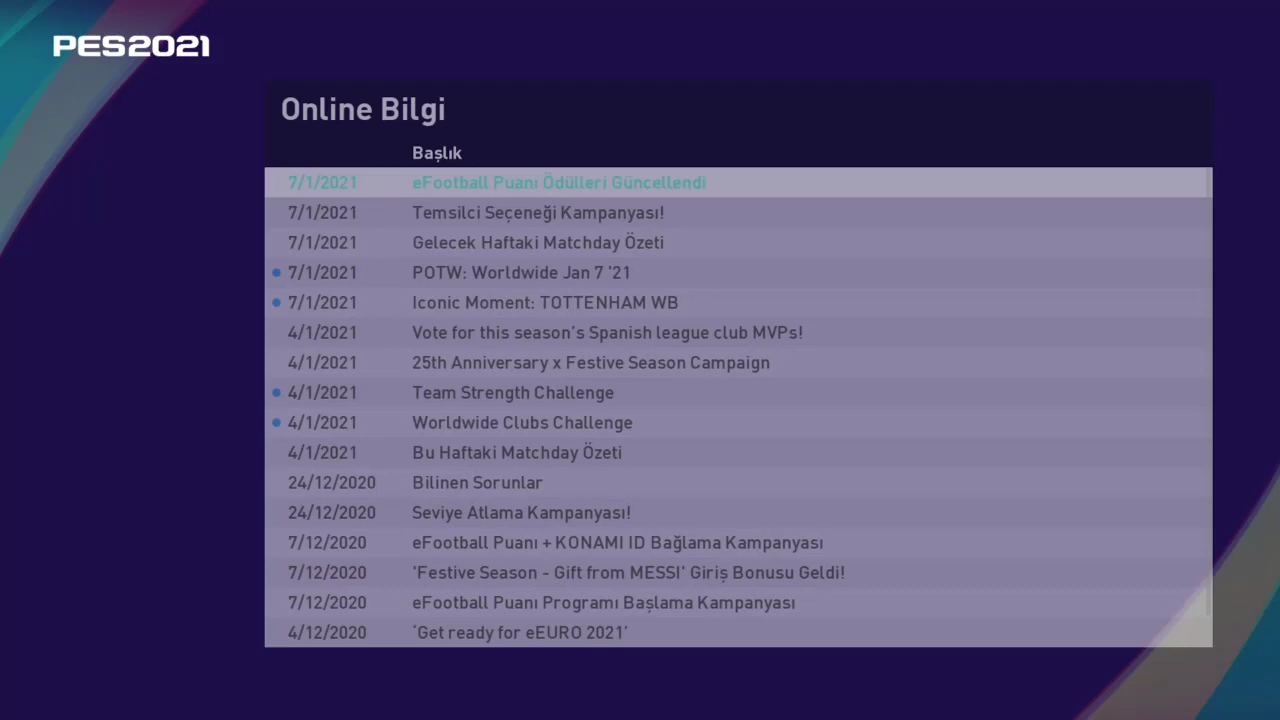 PES2021
Online Bilgi
Başlık
7/1/2021 eFootball Puanı Ödülleri Güncellendi
7/1/2021 Temsilci Seçeneği Kampanyası!
7/1/2021 Gelecek Haftaki Matchday Özeti
7/1/2021 POTW: Worldwide Jan 7 '21
7/1/2021 Iconic Moment: TOTTENHAM WB
4/1/2021 Vote for this season's Spanish league club MVPs!
4/1/2021 25th Anniversary x Festive Season Campaign
4/1/2021 Team Strength Challenge
4/1/2021 Worldwide Clubs Challenge
4/1/2021 Bu Haftaki Matchday Özeti
24/12/2020 Bilinen Sorunlar
24/12/2020 Seviye Atlama Kampanyası!
7/12/2020 eFootball Puanı + KONAMI ID Bağlama Kampanyası
7/12/2020 'Festive Season - Gift from MESSI' Giriş Bonusu Geldi!
7/12/2020 eFootball Puanı Programı Başlama Kampanyası
4/12/2020 'Get ready for eEURO 2021'